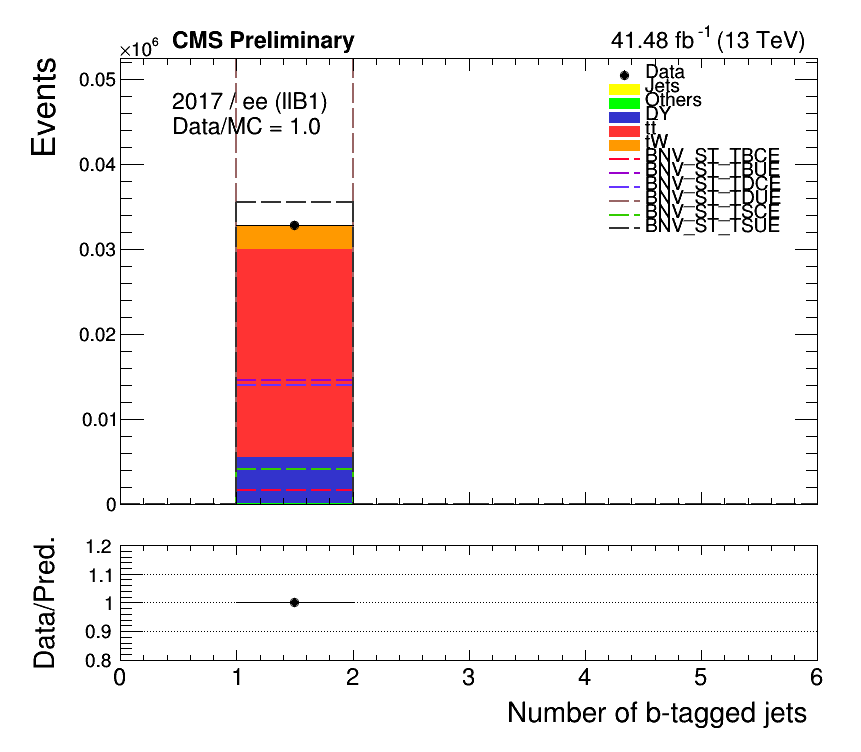 ×10⁶ CMS Preliminary 41.48 fb⁻¹ (13 TeV)
Events
0.05
0.04
0.03
0.02
0.01
0
2017 / ee (llB1)
Data/MC = 1.0
Data
Jets
Others
DY
tt
tW
BNV_ST_TBCE
BNV_ST_TBUE
BNV_ST_TDCE
BNV_ST_TDUE
BNV_ST_TSCE
BNV_ST_TSUE
Data/Pred.
1.2
1.1
1
0.9
0.8
0 1 2 3 4 5 6
Number of b-tagged jets